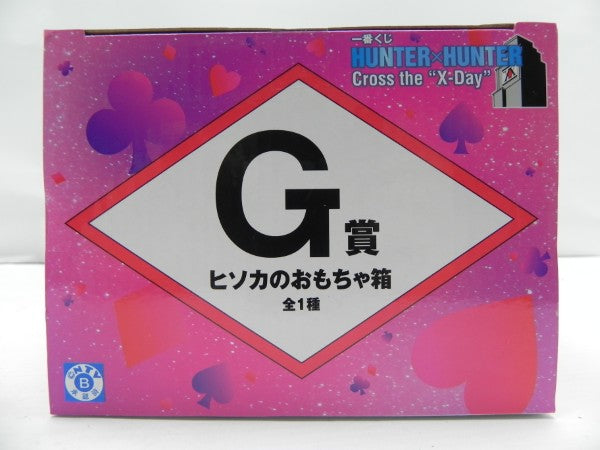 一番くじ
HUNTER×HUNTER
Cross the "X-Day"
G賞
ヒソカのおもちゃ箱
全1種
NTV
B